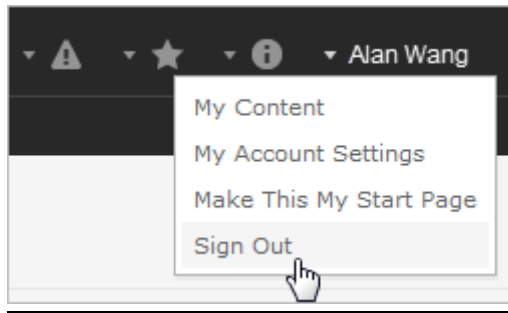 Alan Wang
My Content
My Account Settings
Make This My Start Page
Sign Out